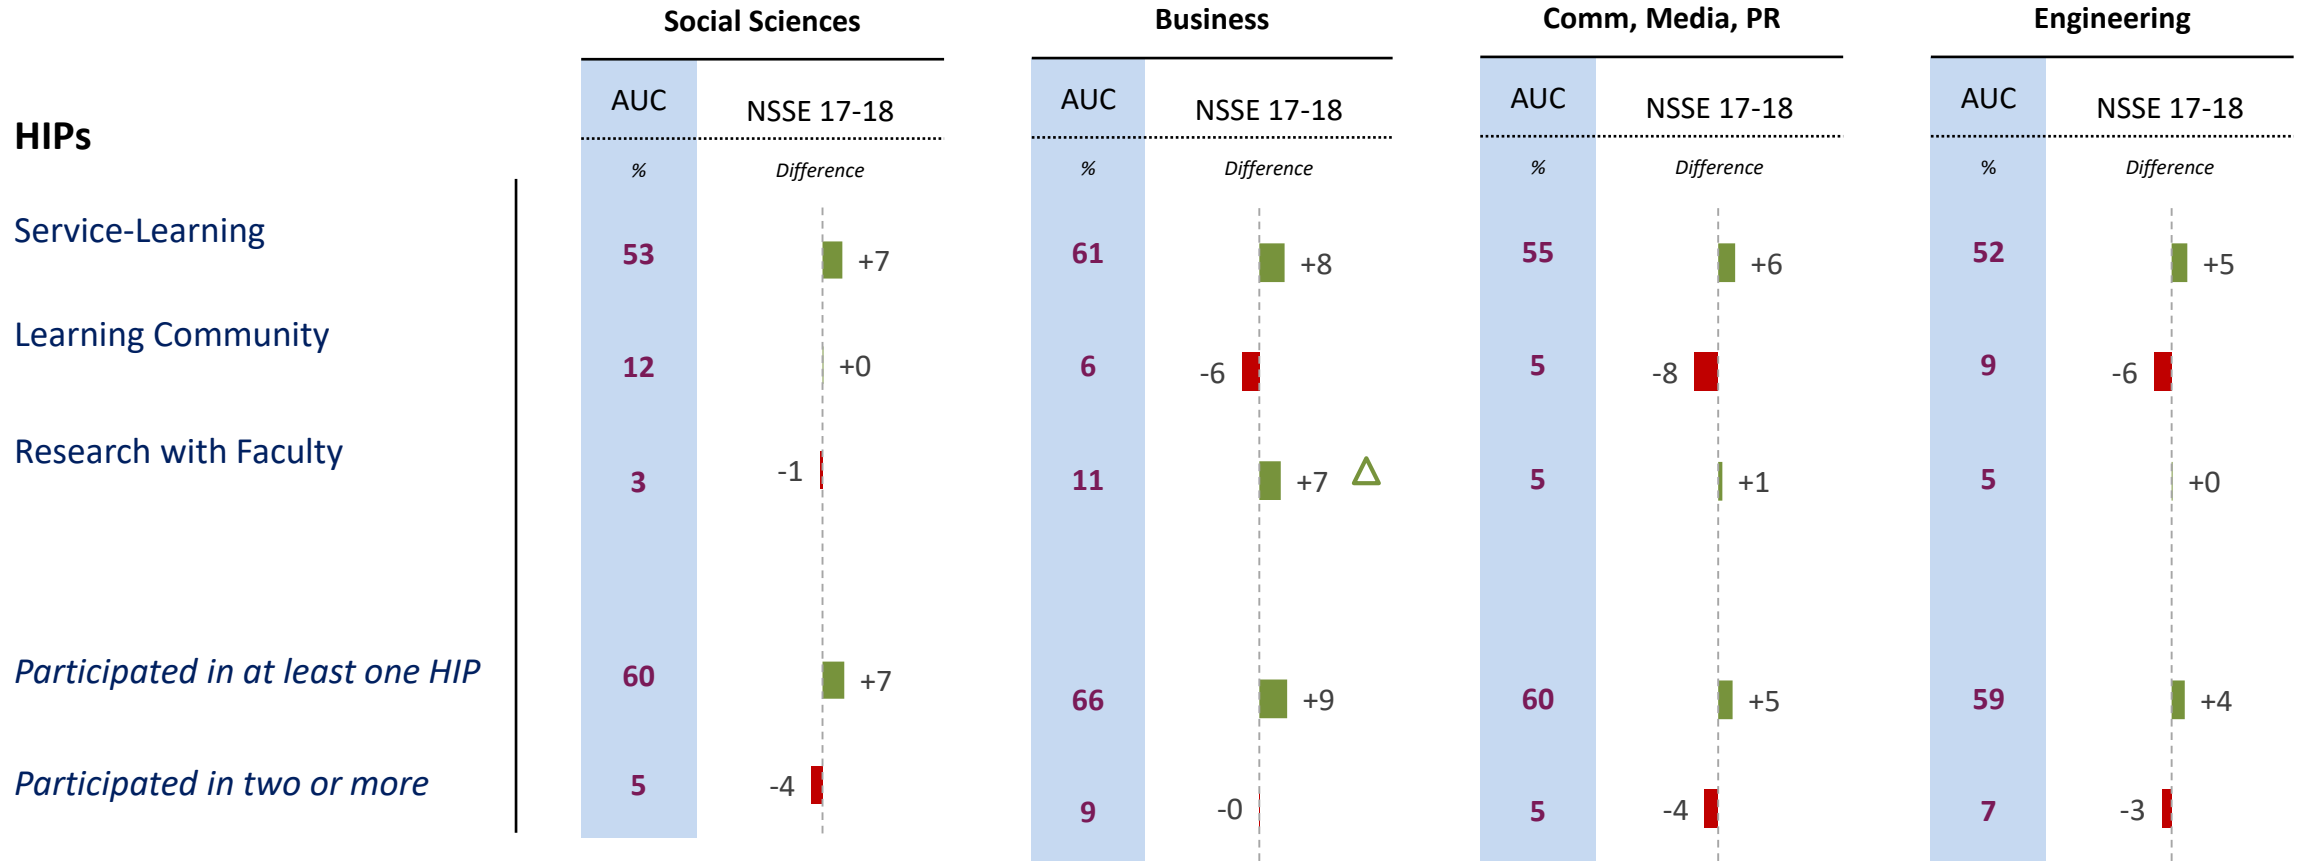 Social Sciences Business Comm, Media, PR Engineering
AUC NSSE 17-18 AUC NSSE 17-18 AUC NSSE 17-18 AUC NSSE 17-18
HIPs
% Difference % Difference % Difference % Difference
Service-Learning
53 +7 61 +8 55 +6 52 +5
Learning Community
12 +0 6 -6 5 -8 9 -6
Research with Faculty
3 -1 11 +7 5 +1 5 +0
Participated in at least one HIP
60 +7 66 +9 60 +5 59 +4
Participated in two or more
5 -4 9 -0 5 -4 7 -3